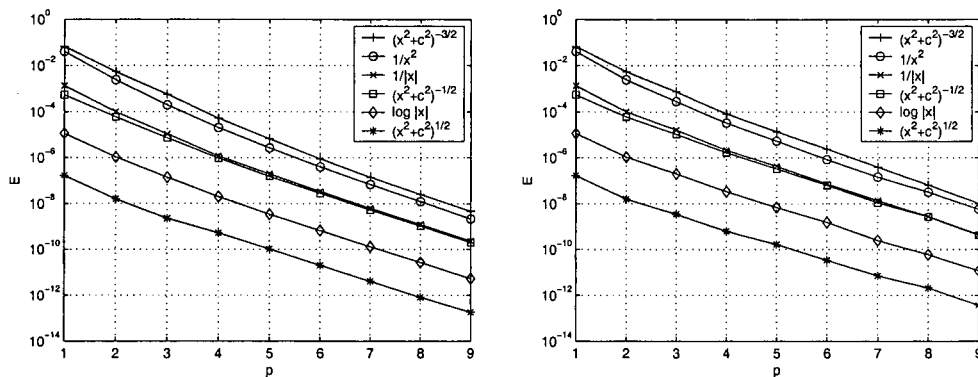 10^0
10^-2
10^-4
10^-6
10^-8
10^-10
10^-12
10^-14
E
1 2 3 4 5 6 7 8 9
p
(x^2+c^2)^-3/2
1/x^2
1/|x|
(x^2+c^2)^-1/2
log |x|
(x^2+c^2)^1/2
10^0
10^-2
10^-4
10^-6
10^-8
10^-10
10^-12
10^-14
E
1 2 3 4 5 6 7 8 9
p
(x^2+c^2)^-3/2
1/x^2
1/|x|
(x^2+c^2)^-1/2
log |x|
(x^2+c^2)^1/2